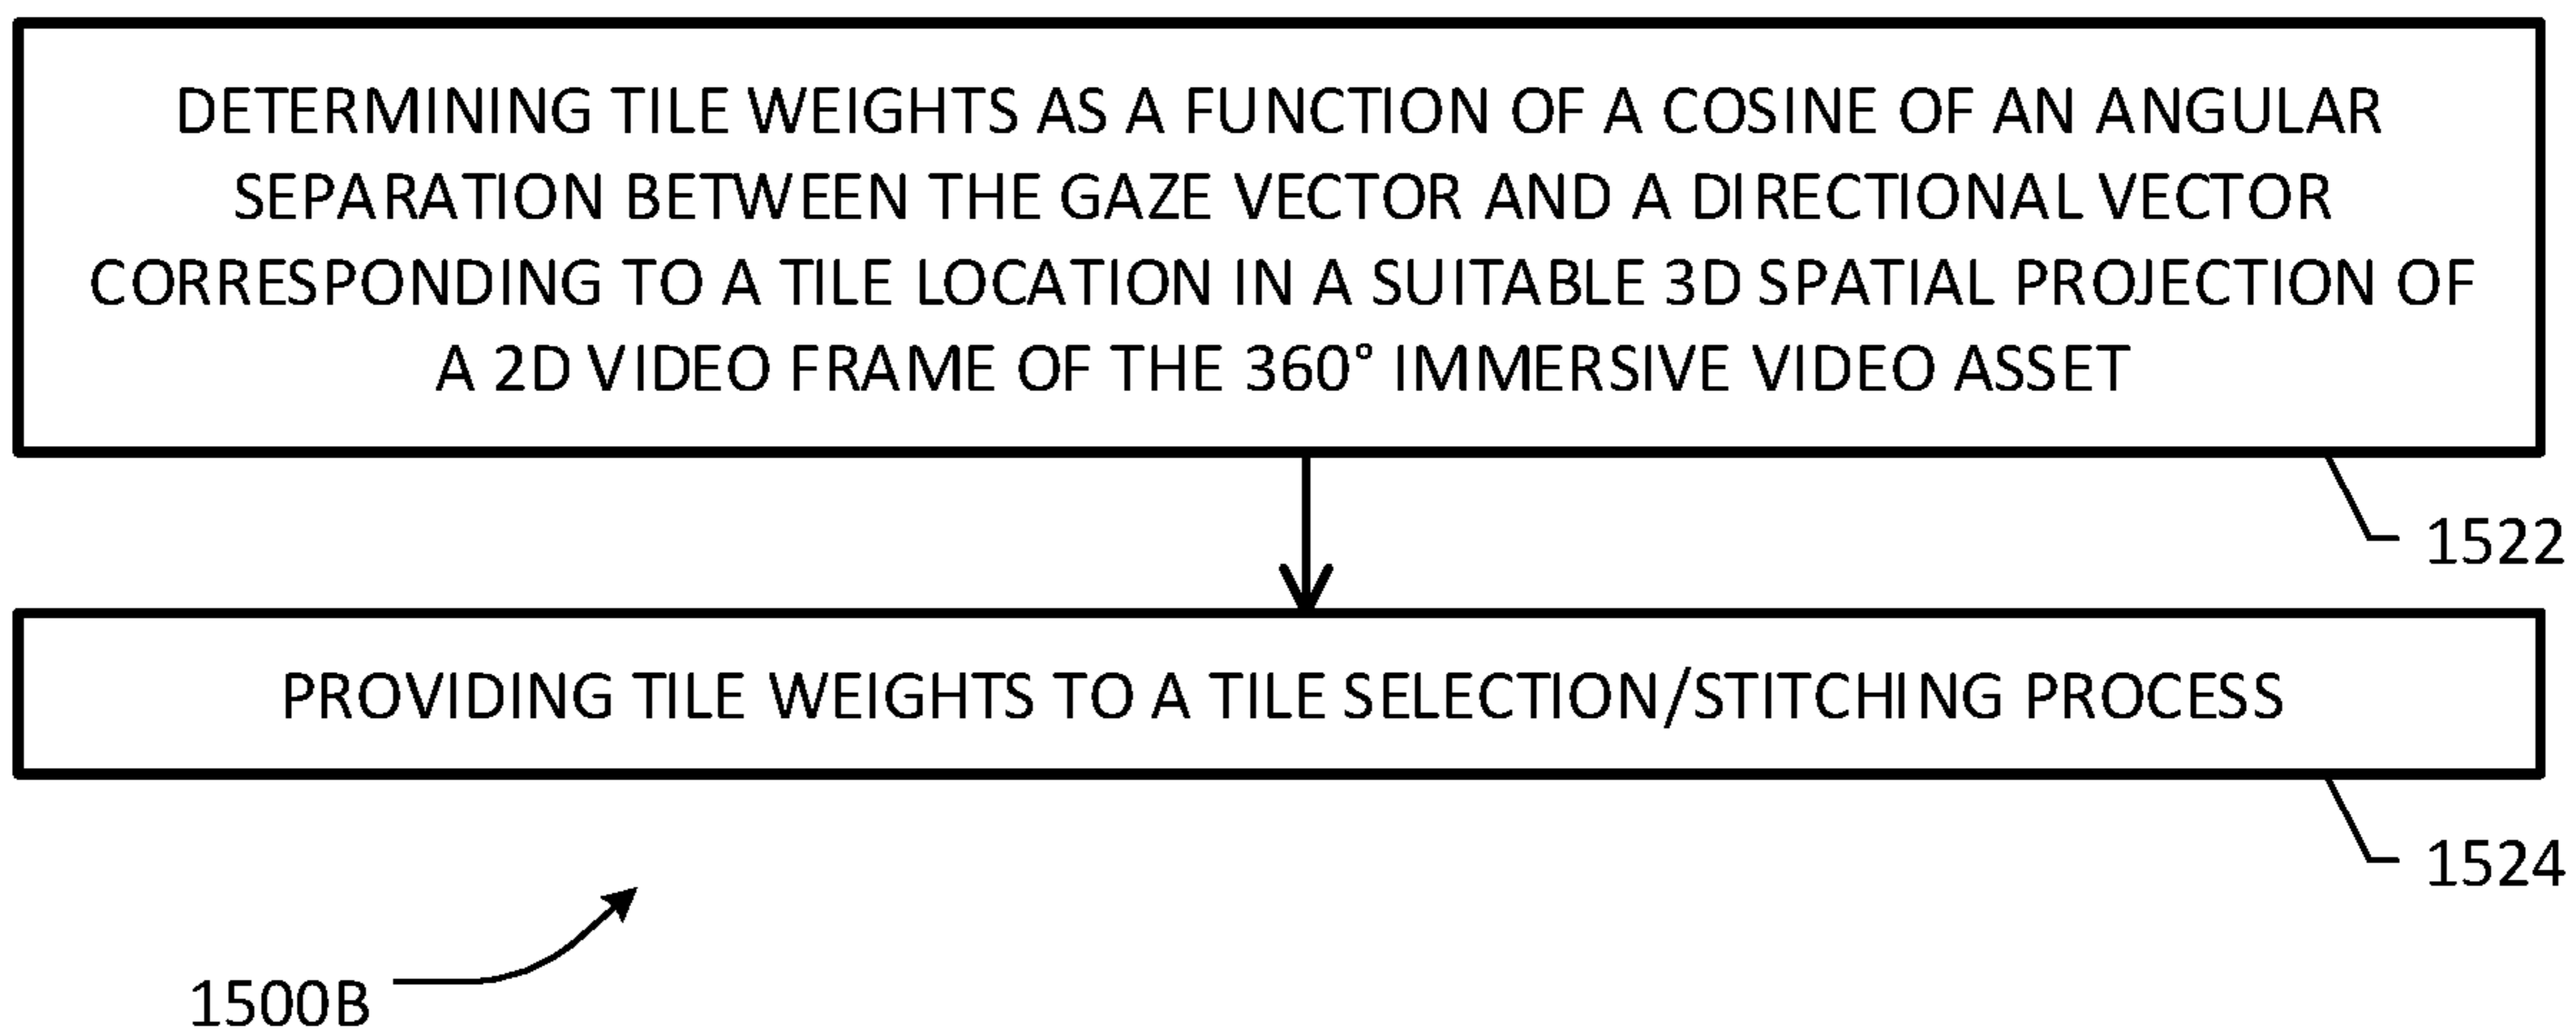 DETERMINING TILE WEIGHTS AS A FUNCTION OF A COSINE OF AN ANGULAR
SEPARATION BETWEEN THE GAZE VECTOR AND A DIRECTIONAL VECTOR
CORRESPONDING TO A TILE LOCATION IN A SUITABLE 3D SPATIAL PROJECTION OF
A 2D VIDEO FRAME OF THE 360° IMMERSIVE VIDEO ASSET
1522
PROVIDING TILE WEIGHTS TO A TILE SELECTION/STITCHING PROCESS
1524
1500B